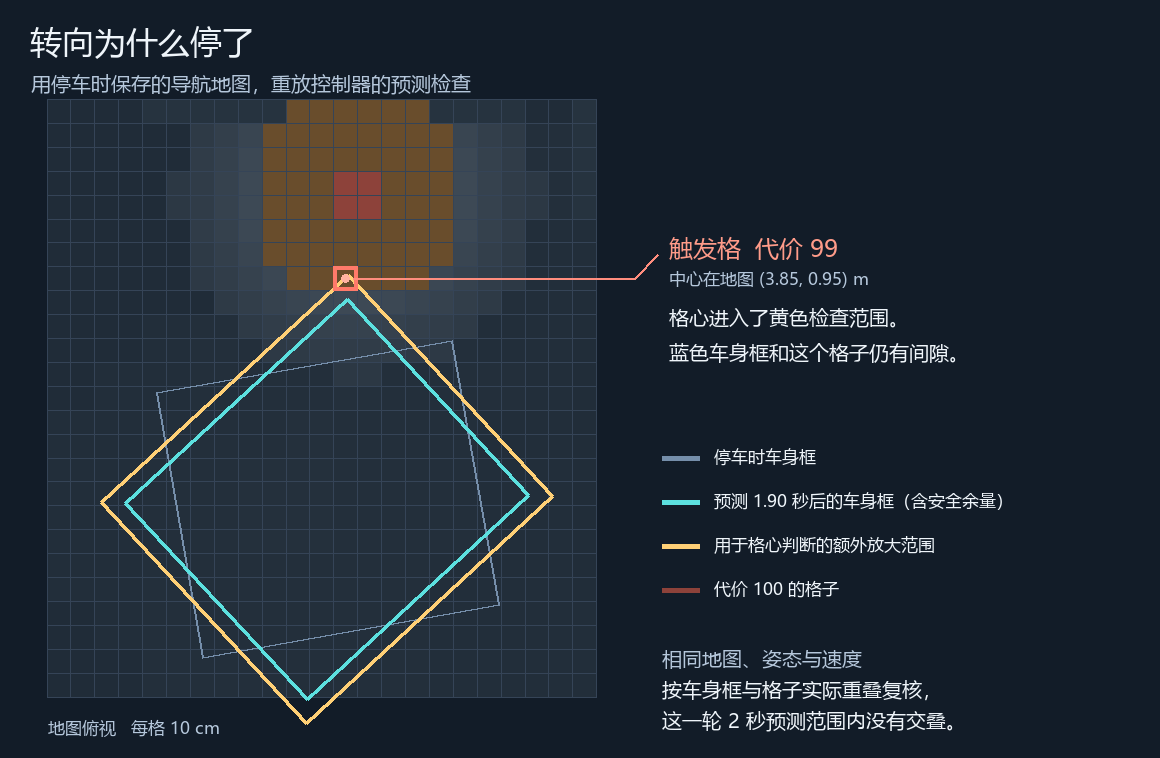 转向为什么停了
用停车时保存的导航地图，重放控制器的预测检查
触发格 代价 99
中心在地图 (3.85, 0.95) m
格心进入了黄色检查范围。
蓝色车身框和这个格子仍有间隙。
停车时车身框
预测 1.90 秒后的车身框（含安全余量）
用于格心判断的额外放大范围
代价 100 的格子
相同地图、姿态与速度
按车身框与格子实际重叠复核，
这一轮 2 秒预测范围内没有交叠。
地图俯视 每格 10 cm